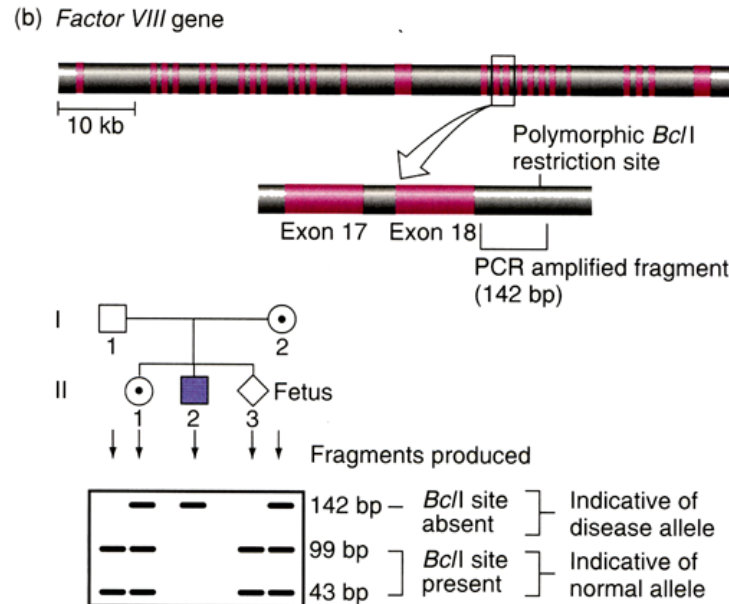 (b) Factor VIII gene
10 kb
Polymorphic BclI
restriction site
Exon 17 Exon 18
PCR amplified fragment
(142 bp)
I
1 2
II
Fetus
1 2 3
Fragments produced
142 bp – BclI site absent Indicative of disease allele
99 bp
BclI site present Indicative of normal allele
43 bp